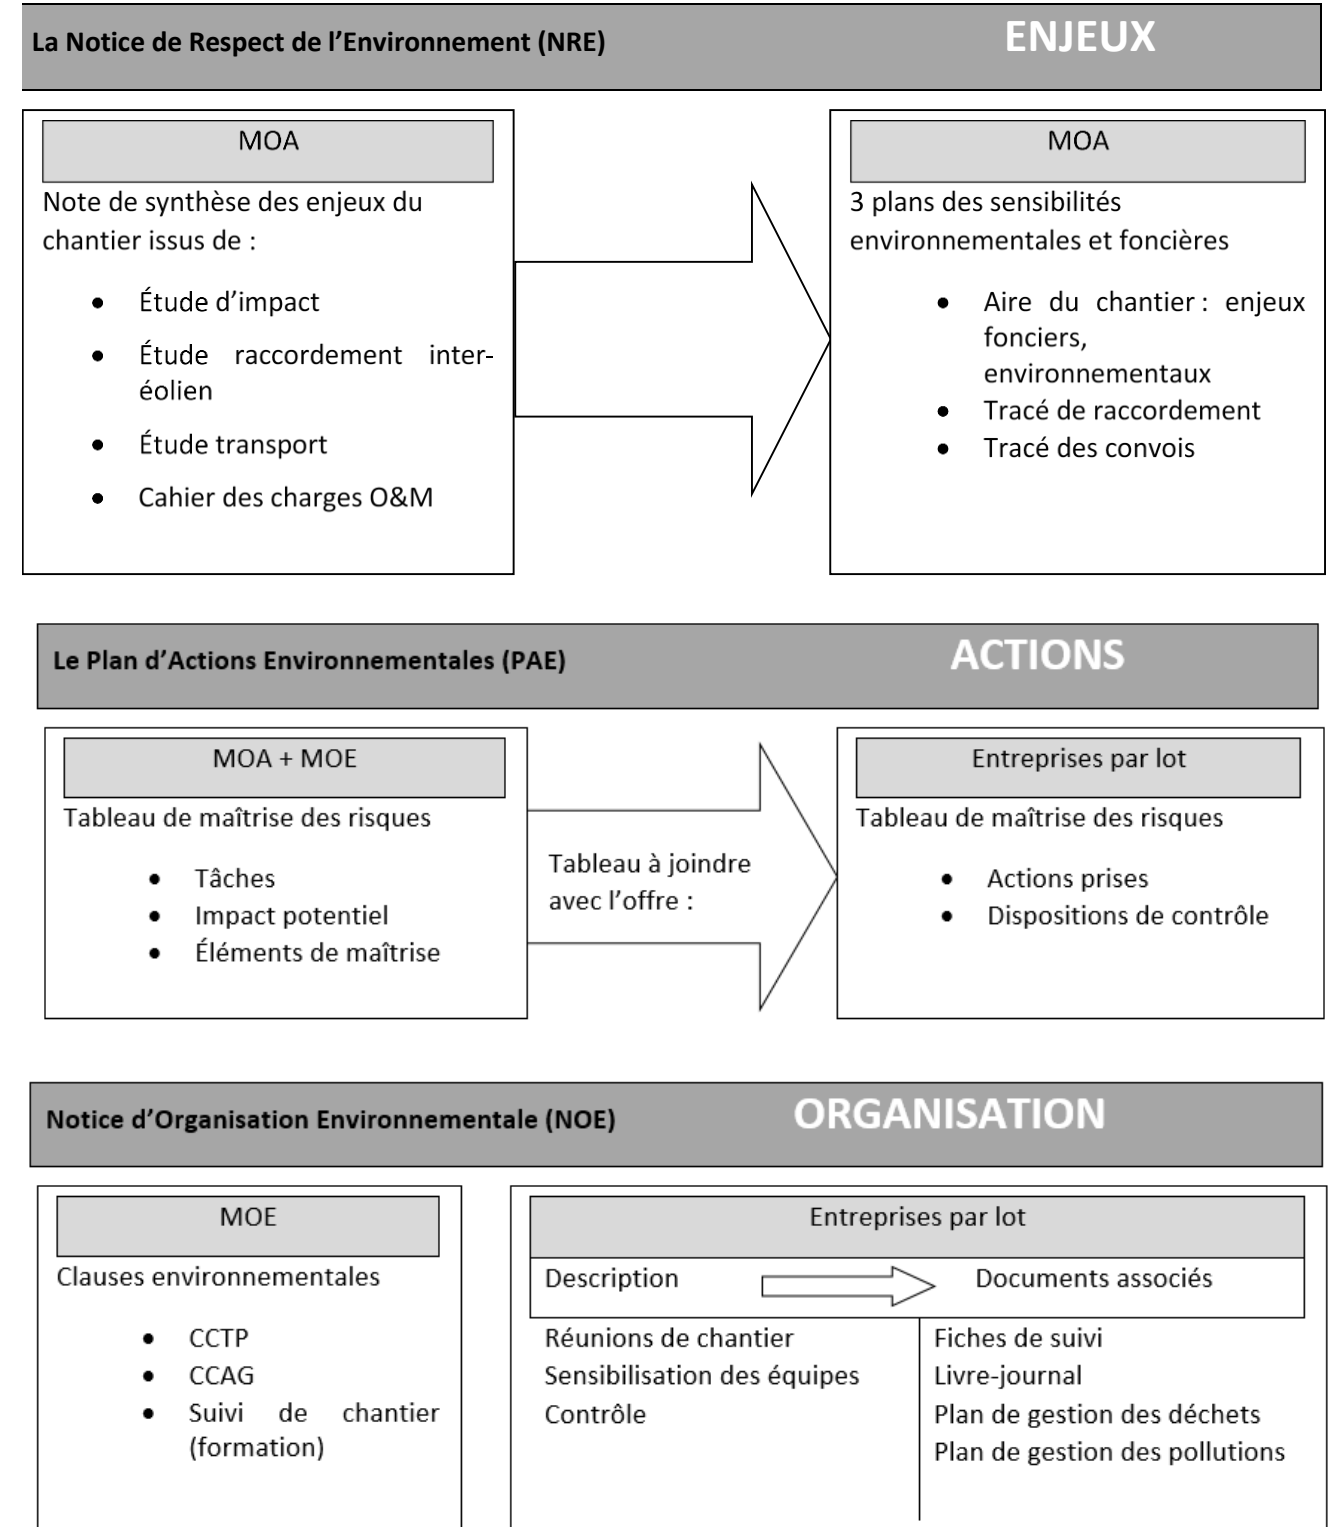 La Notice de Respect de l’Environnement (NRE)
ENJEUX
MOA
Note de synthèse des enjeux du
chantier issus de :
• Étude d’impact
• Étude raccordement inter-
éolien
• Étude transport
• Cahier des charges O&M
MOA
3 plans des sensibilités
environnementales et foncières
• Aire du chantier : enjeux
fonciers,
environnementaux
• Tracé de raccordement
• Tracé des convois
Le Plan d’Actions Environnementales (PAE)
ACTIONS
MOA + MOE
Tableau de maîtrise des risques
• Tâches
• Impact potentiel
• Éléments de maîtrise
Tableau à joindre
avec l’offre :
Entreprises par lot
Tableau de maîtrise des risques
• Actions prises
• Dispositions de contrôle
Notice d’Organisation Environnementale (NOE)
ORGANISATION
MOE
Clauses environnementales
• CCTP
• CCAG
• Suivi de chantier
(formation)
Entreprises par lot
Description
Documents associés
Réunions de chantier
Sensibilisation des équipes
Contrôle
Fiches de suivi
Livre-journal
Plan de gestion des déchets
Plan de gestion des pollutions